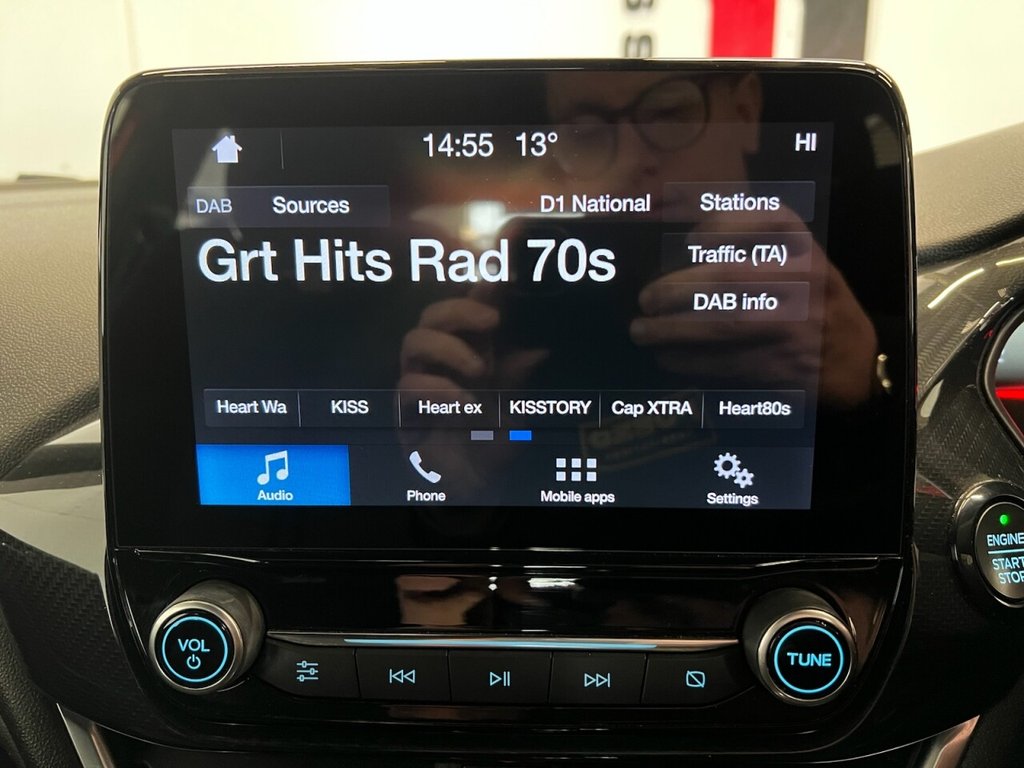 14:55 13° HI
DAB Sources D1 National Stations
Grt Hits Rad 70s
Traffic (TA)
DAB info
Heart Wa KISS Heart ex KISSTORY Cap XTRA Heart80s
Audio Phone Mobile apps Settings
VOL
TUNE
ENGINE
START
STOP